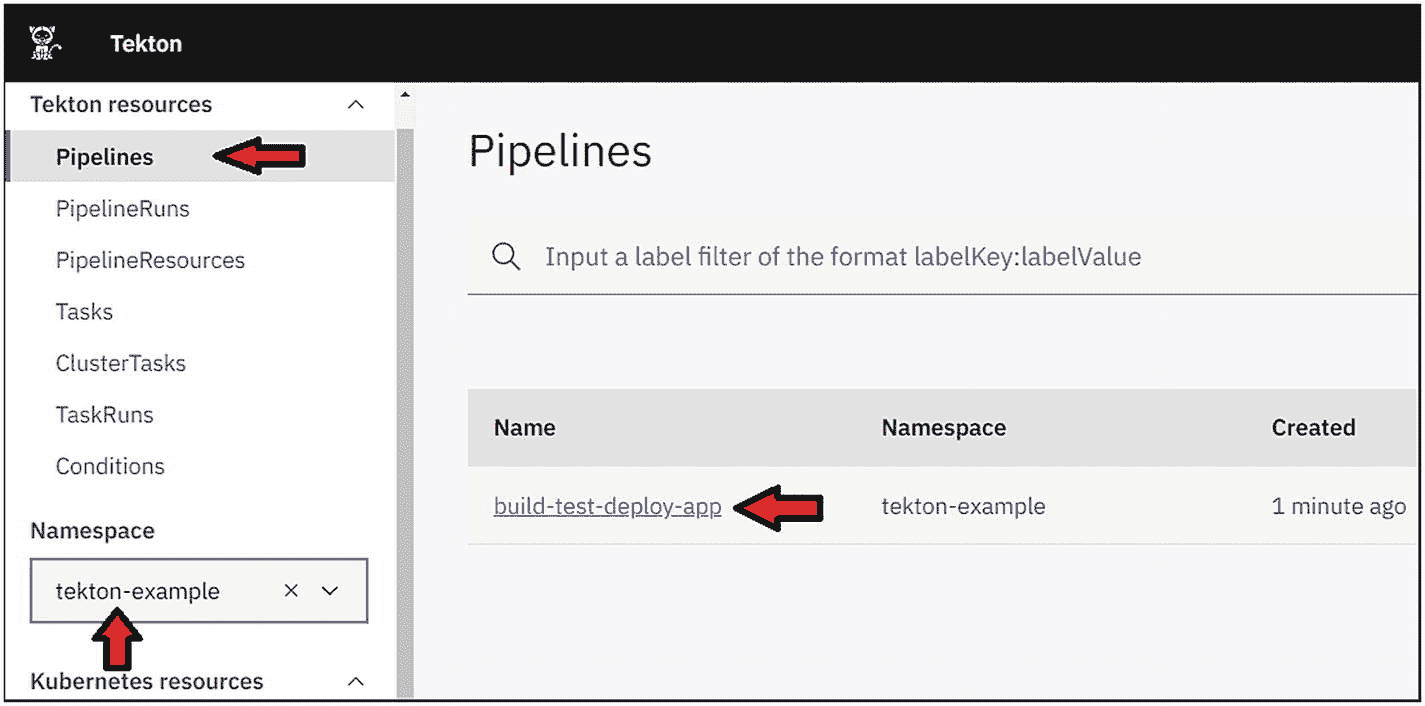 Tekton
Tekton resources
Pipelines
PipelineRuns
PipelineResources
Tasks
ClusterTasks
TaskRuns
Conditions
Namespace
tekton-example
Kubernetes resources
Pipelines
Input a label filter of the format labelKey:labelValue
Name Namespace Created
build-test-deploy-app tekton-example 1 minute ago